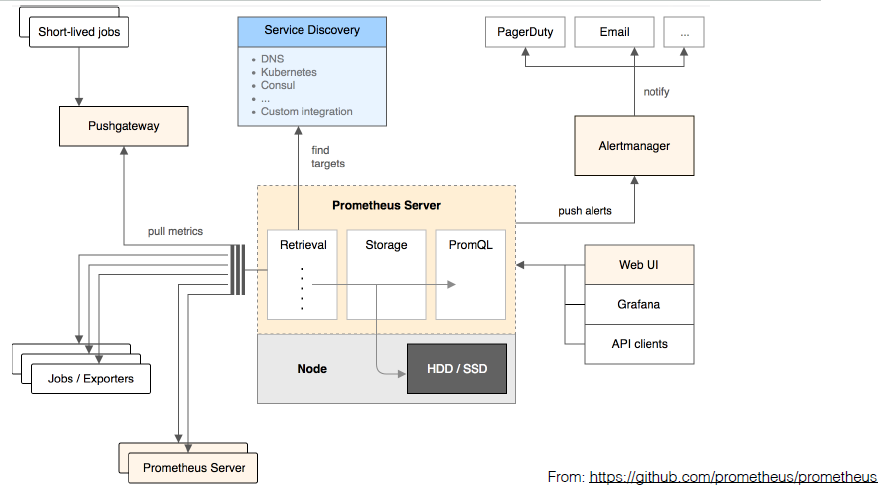 Short-lived jobs
Pushgateway
Service Discovery
• DNS
• Kubernetes
• Consul
• ...
• Custom integration
PagerDuty
Email
...
notify
Alertmanager
find
targets
push alerts
pull metrics
Prometheus Server
Retrieval
Storage
PromQL
Web UI
Grafana
API clients
Node
HDD / SSD
Jobs / Exporters
Prometheus Server
From: https://github.com/prometheus/prometheus